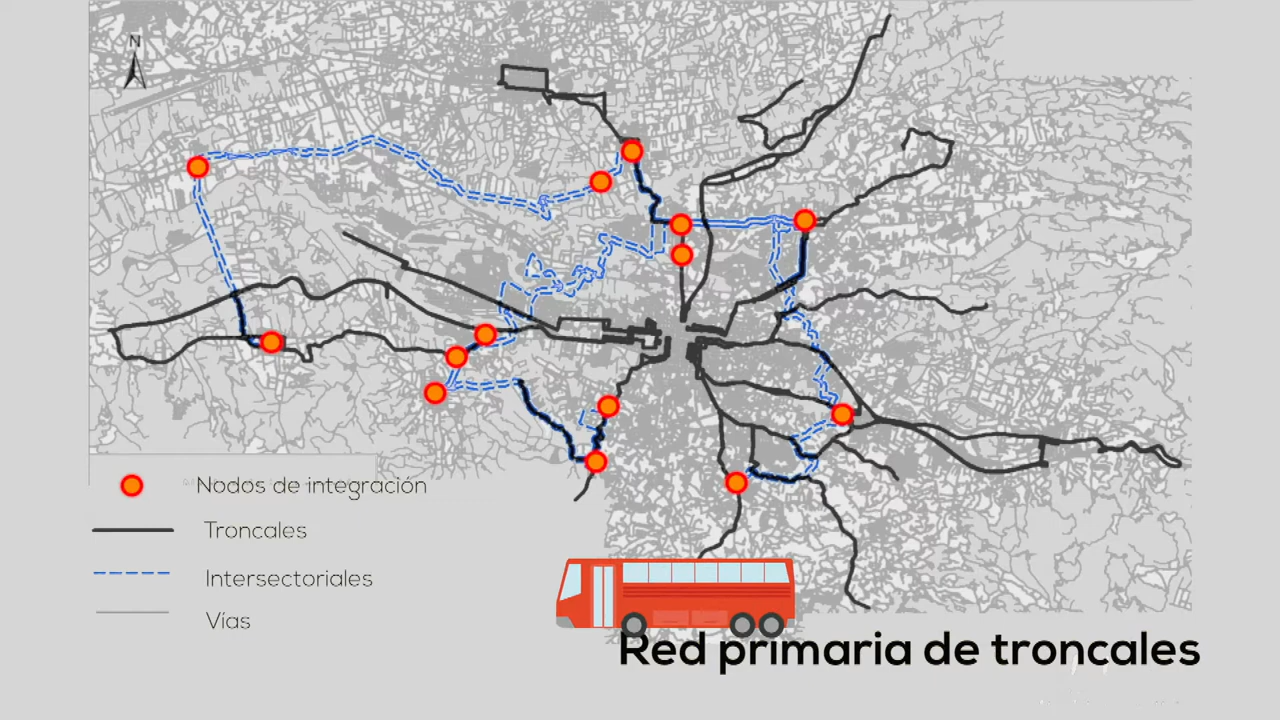 N
Nodos de integración
Troncales
Intersectoriales
Vías
Red primaria de troncales